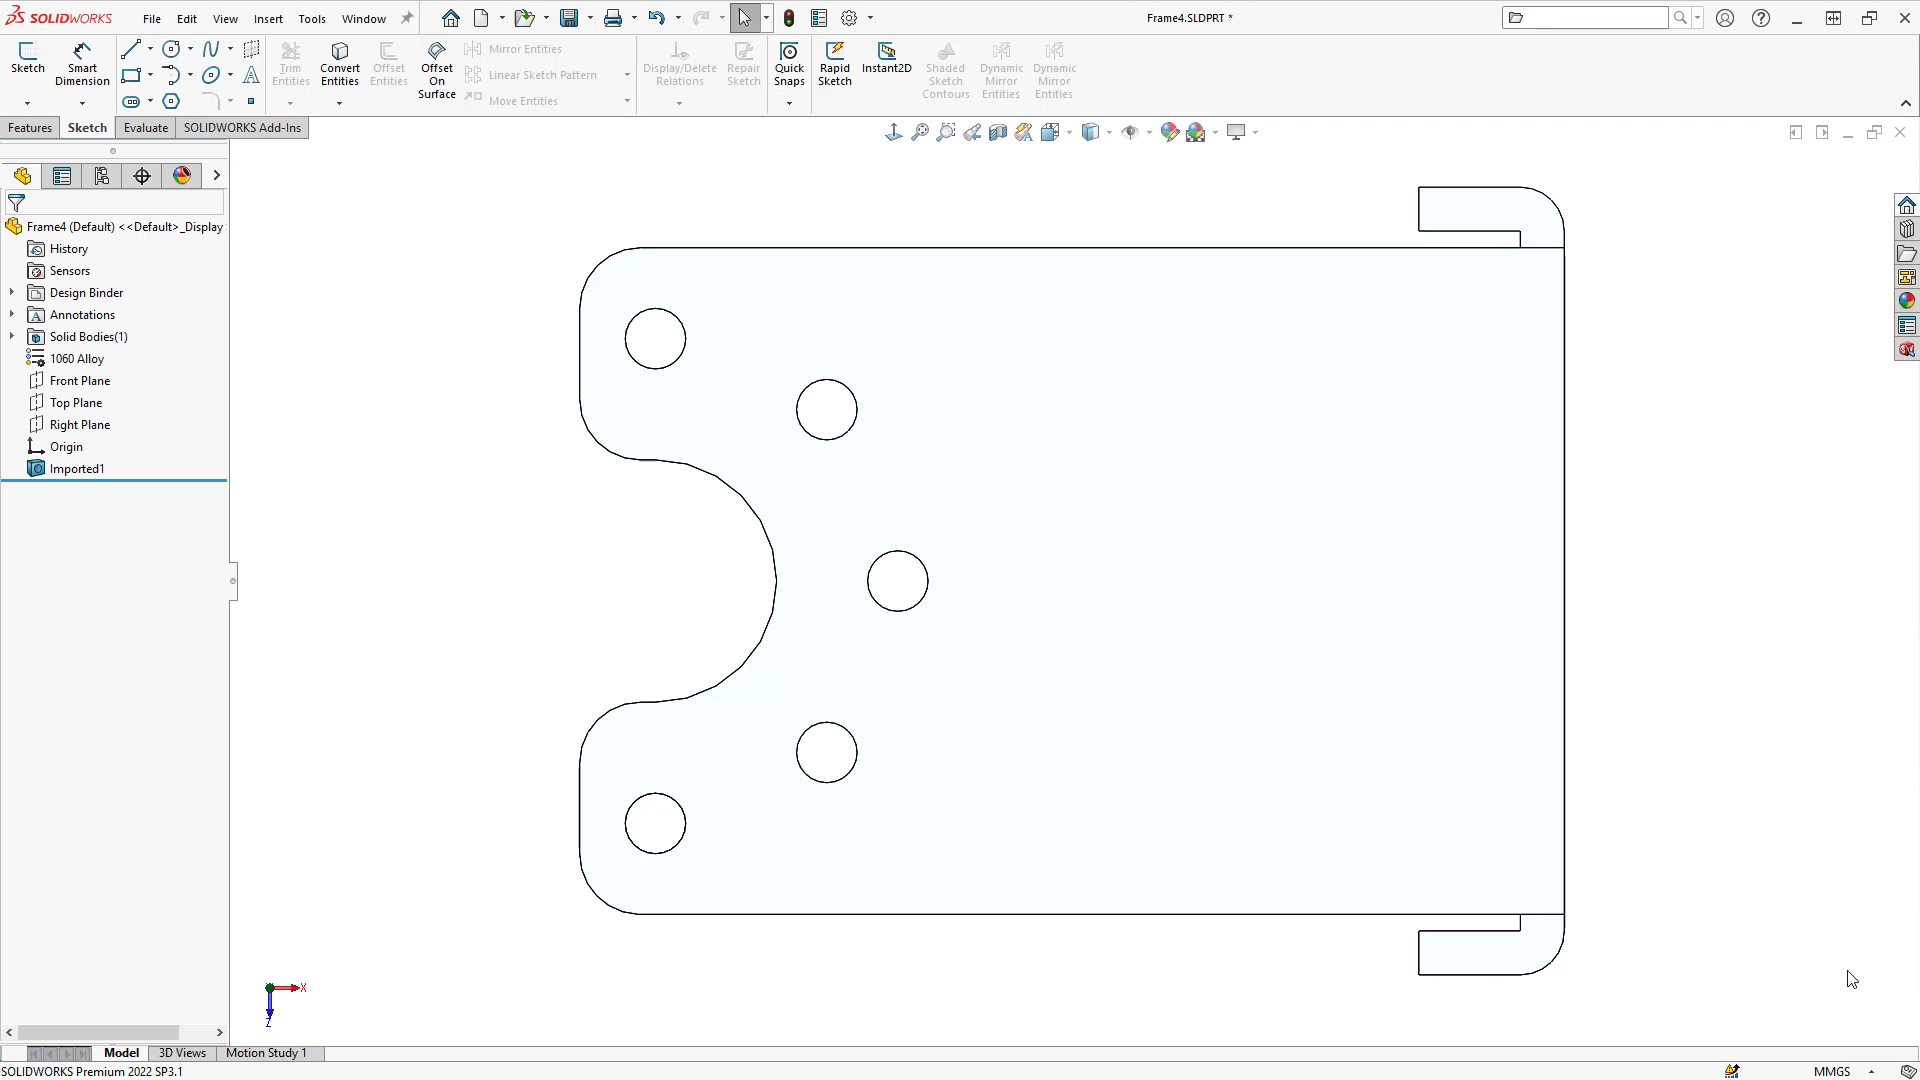 SOLIDWORKS
File
Edit
View
Insert
Tools
Window
Frame4.SLDPRT *
Sketch
Smart
Dimension
Trim
Entities
Convert
Entities
Offset
Entities
Offset
On
Surface
Mirror Entities
Linear Sketch Pattern
Move Entities
Display/Delete
Relations
Repair
Sketch
Quick
Snaps
Rapid
Sketch
Instant2D
Shaded
Sketch
Contours
Dynamic
Mirror
Entities
Dynamic
Mirror
Entities
Features
Sketch
Evaluate
SOLIDWORKS Add-Ins
Frame4 (Default) <<Default>_Display
History
Sensors
Design Binder
Annotations
Solid Bodies(1)
1060 Alloy
Front Plane
Top Plane
Right Plane
Origin
Imported1
X
Z
Model
3D Views
Motion Study 1
SOLIDWORKS Premium 2022 SP3.1
MMGS